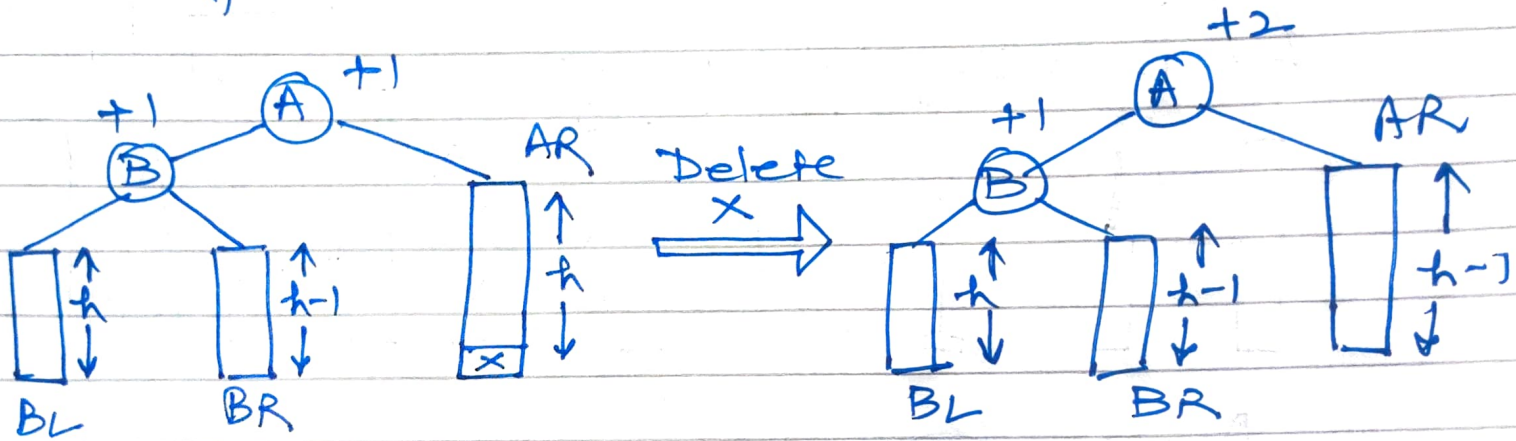 +2
+1
A
A
+1
+1
AR
AR
B
Delete
B
x
h
h-1
h
h
h-1
h-1
x
BL
BR
BL
BR